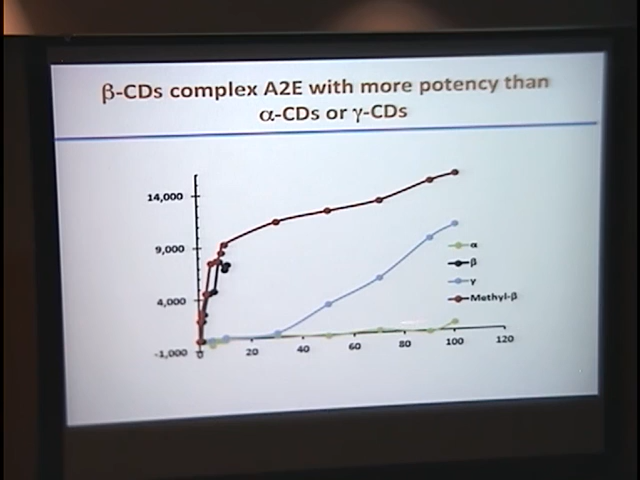 β-CDs complex A2E with more potency than
α-CDs or γ-CDs
14,000
9,000
4,000
-1,000
0
20
40
60
80
100
120
α
β
γ
Methyl-β